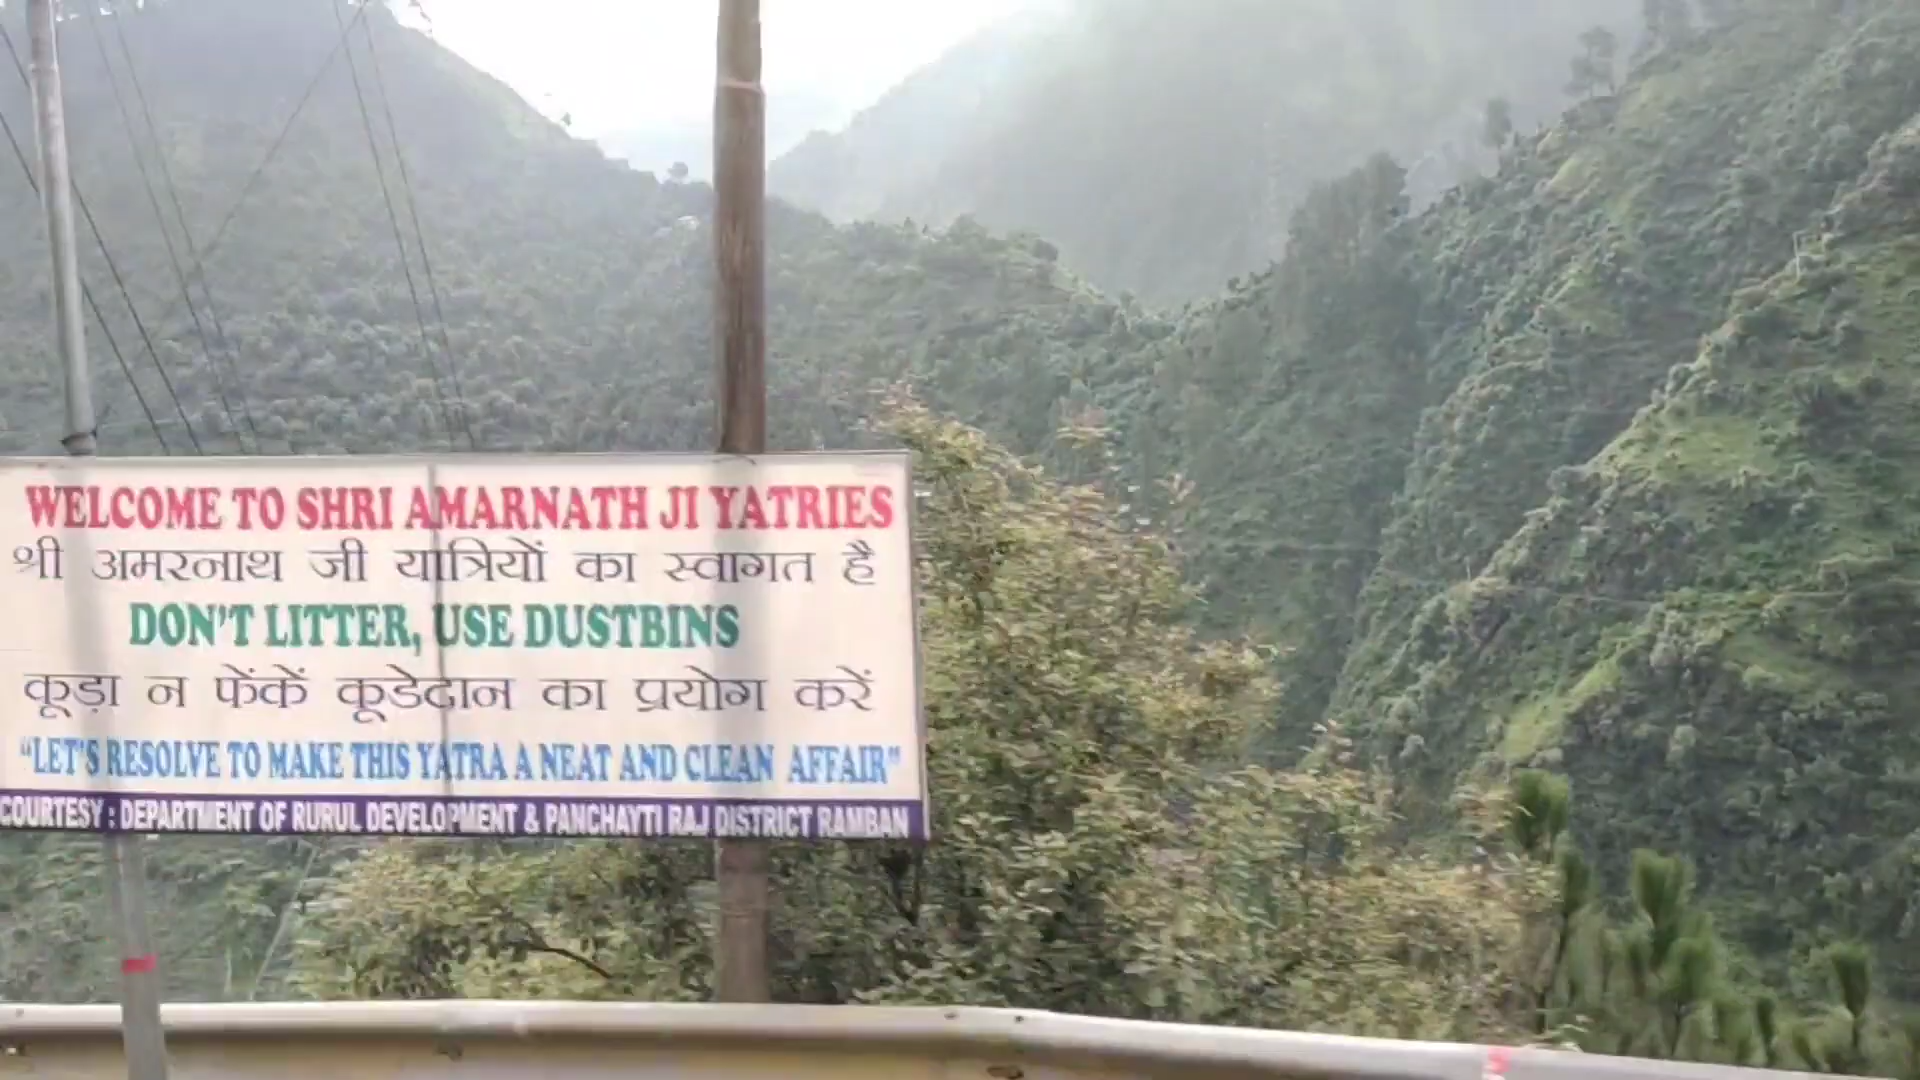 WELCOME TO SHRI AMARNATH JI YATRIES
श्री अमरनाथ जी यात्रियों का स्वागत है
DON'T LITTER, USE DUSTBINS
कूड़ा न फेंकें कूडेदान का प्रयोग करें
"LET'S RESOLVE TO MAKE THIS YATRA A NEAT AND CLEAN AFFAIR"
COURTESY : DEPARTMENT OF RURUL DEVELOPMENT & PANCHAYTI RAJ DISTRICT RAMBAN